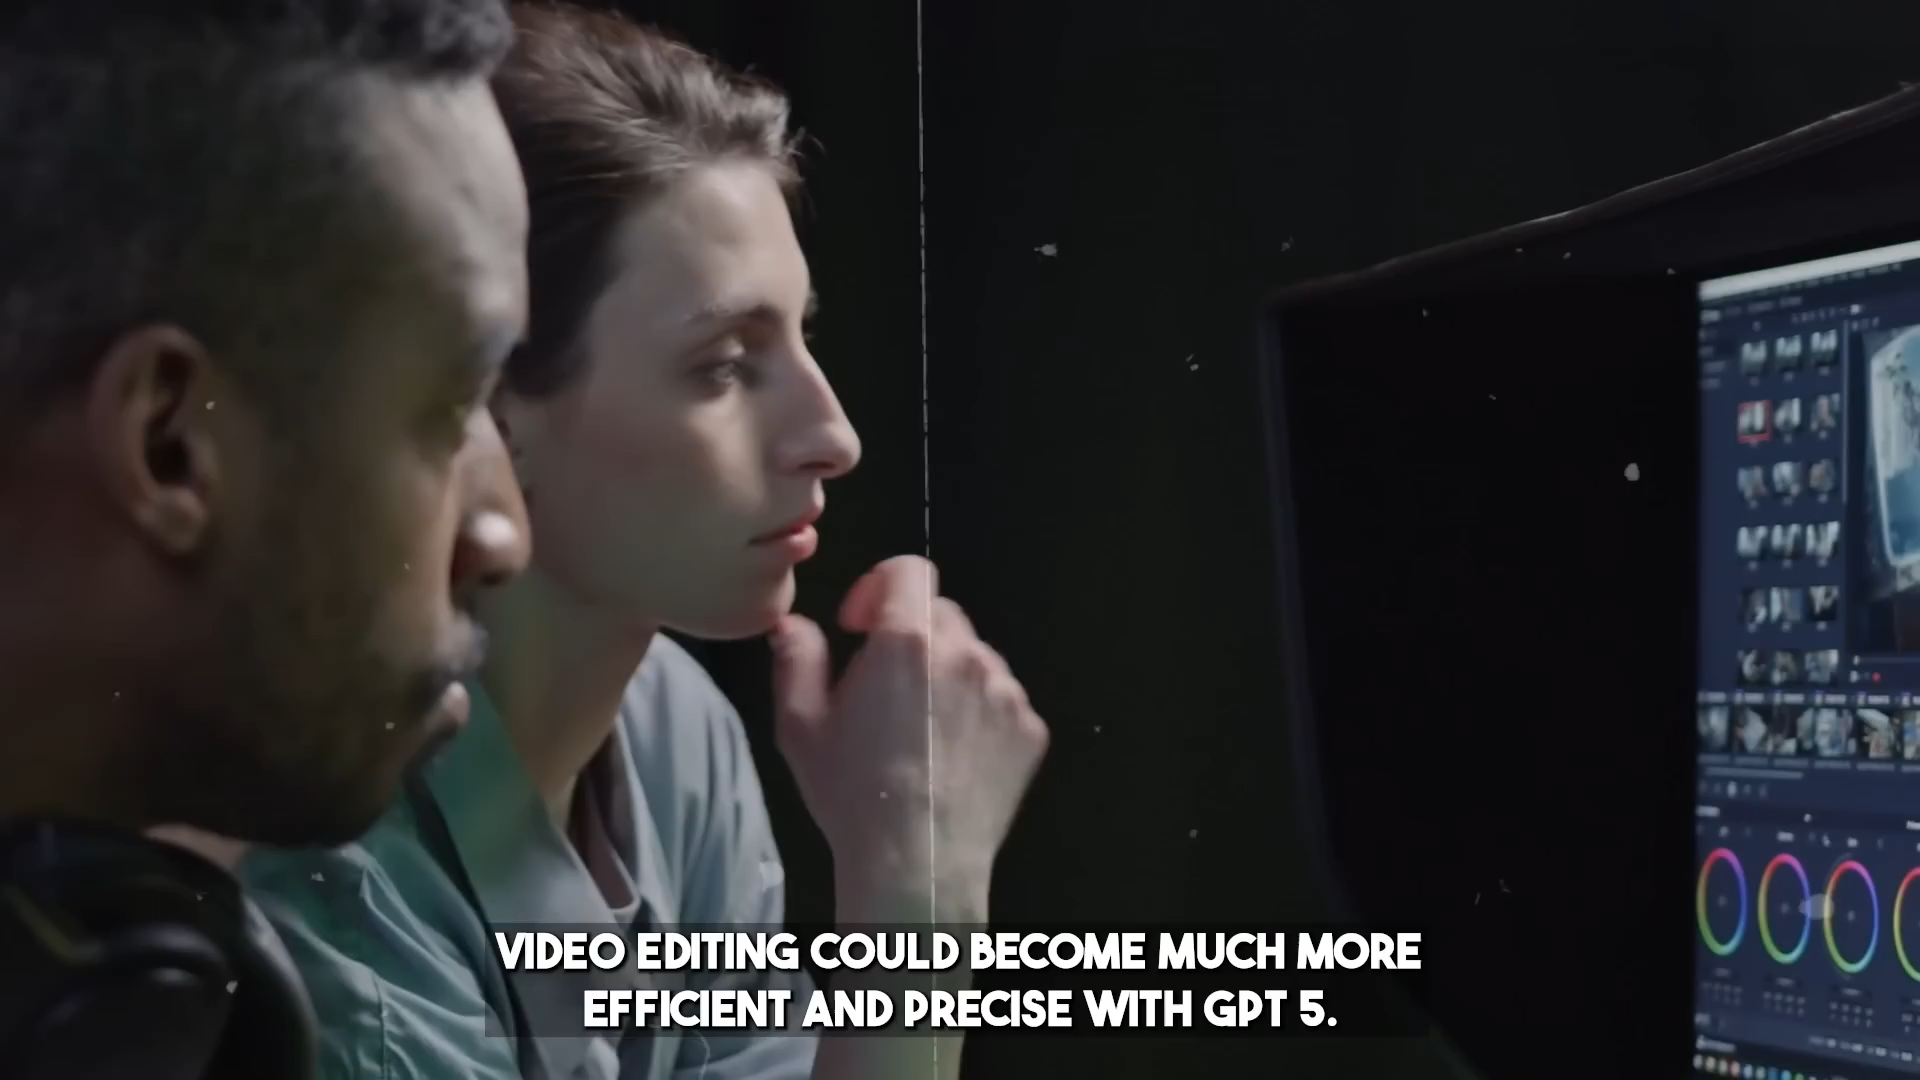 VIDEO EDITING COULD BECOME MUCH MORE
EFFICIENT AND PRECISE WITH GPT 5.